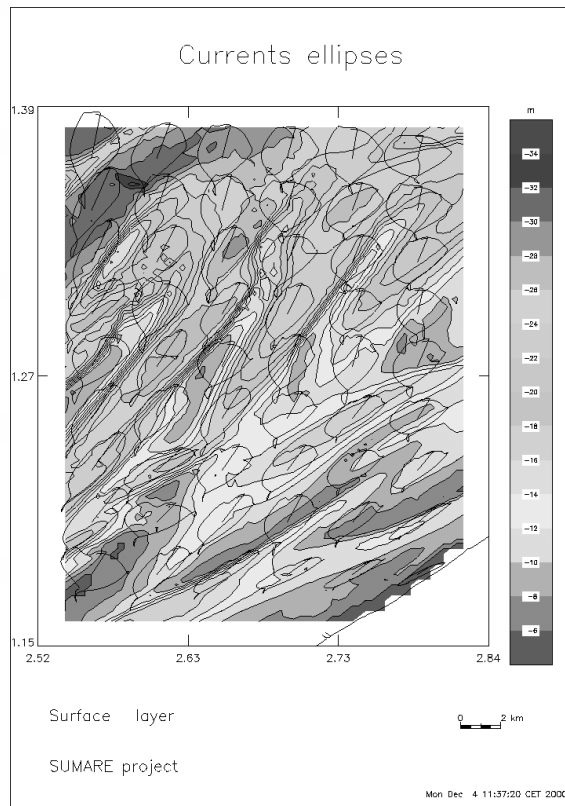 Currents ellipses
1.39
m
-34
-32
-30
-28
-26
-24
-22
-20
-18
-16
-14
-12
-10
-8
-6
1.27
1.15
2.52 2.63 2.73 2.84
Surface layer
0 2 km
SUMARE project
Mon Dec 4 11:37:20 CET 2000